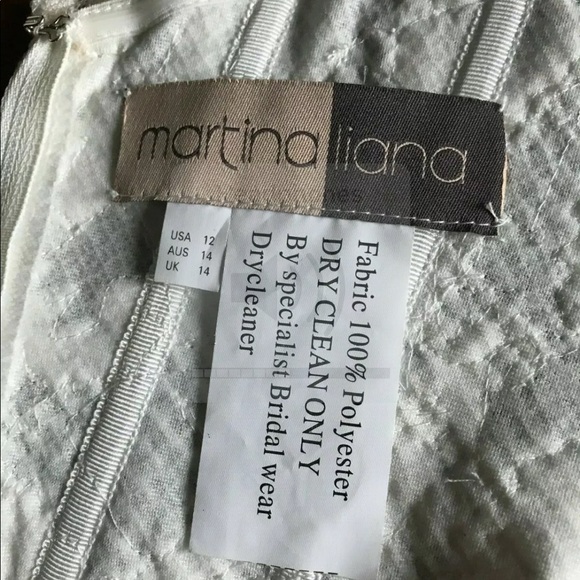 martina liana
USA 12
AUS 14
UK 14
Fabric 100% Polyester
DRY CLEAN ONLY
By specialist Bridal wear
Drycleaner